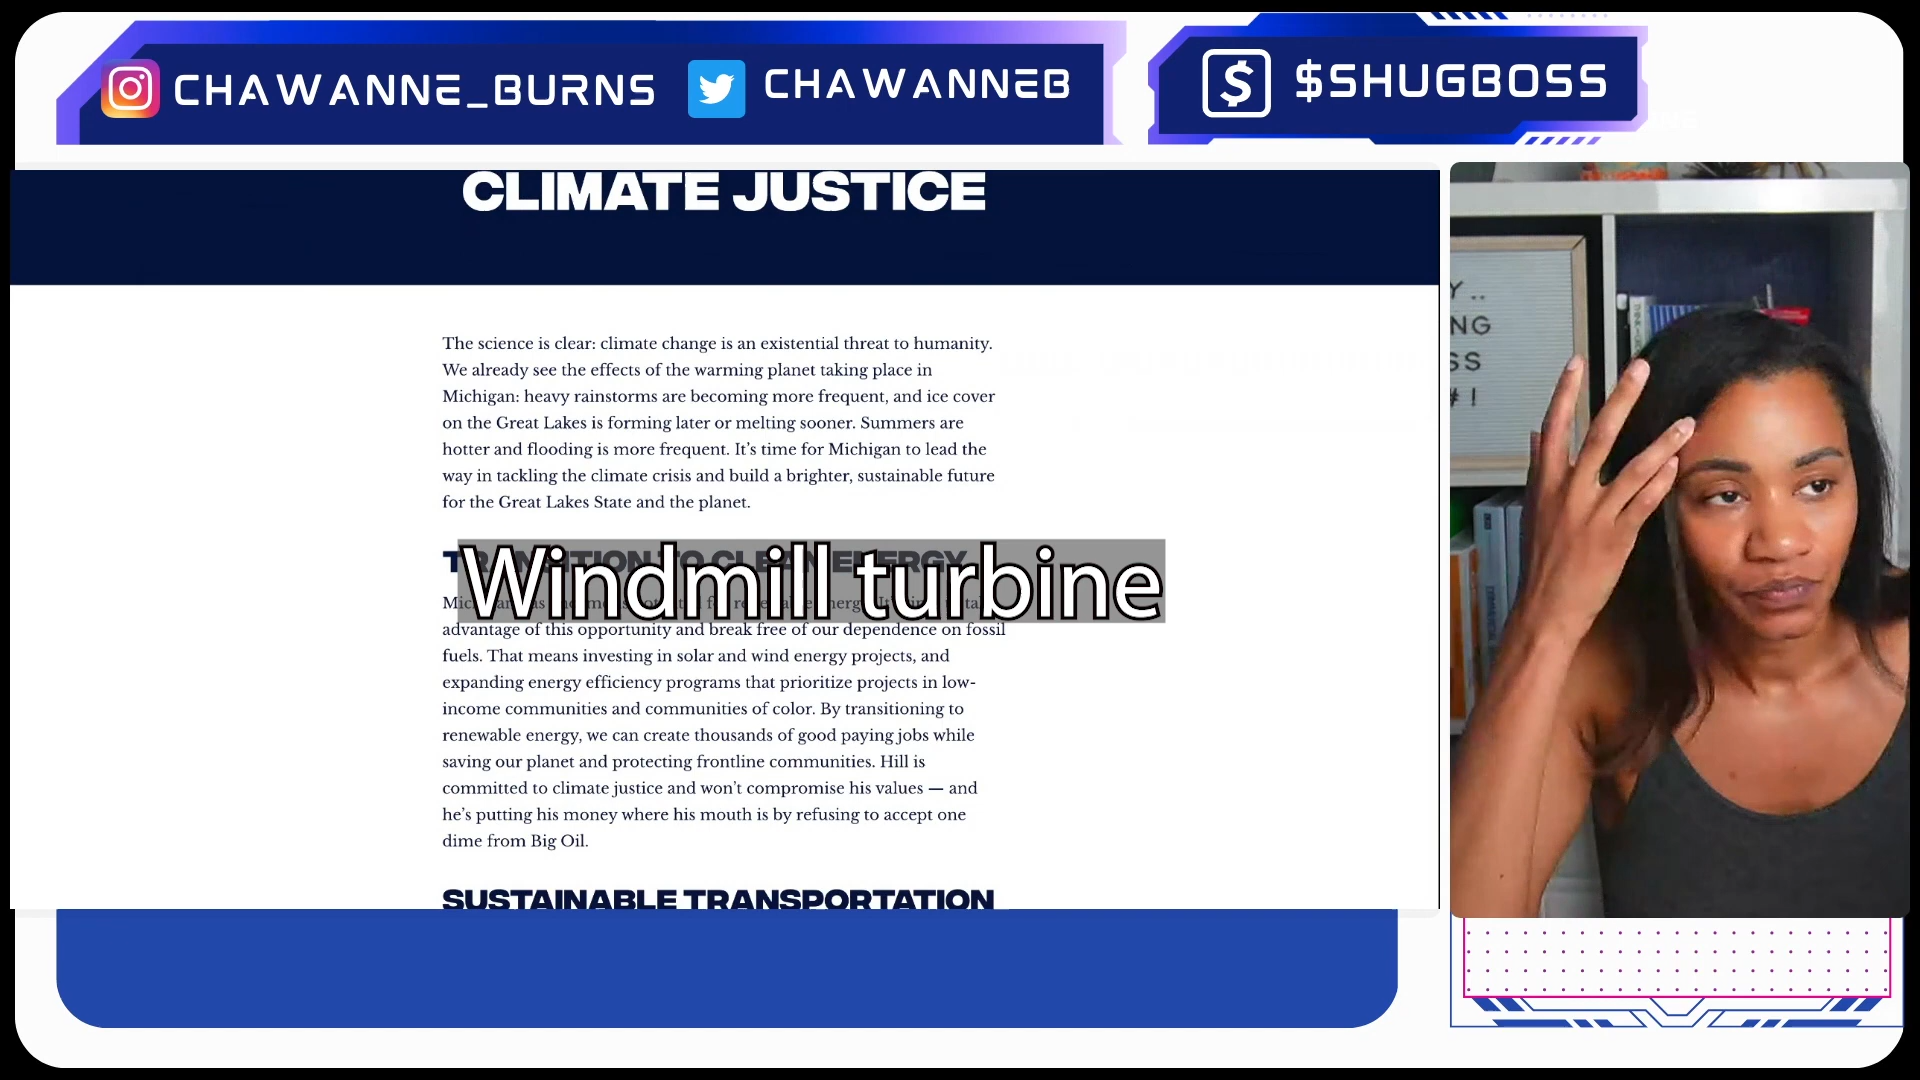 CHAWANNE_BURNS
CHAWANNEB
$SHUGBOSS
CLIMATE JUSTICE
The science is clear: climate change is an existential threat to humanity.
We already see the effects of the warming planet taking place in
Michigan: heavy rainstorms are becoming more frequent, and ice cover
on the Great Lakes is forming later or melting sooner. Summers are
hotter and flooding is more frequent. It's time for Michigan to lead the
way in tackling the climate crisis and build a brighter, sustainable future
for the Great Lakes State and the planet.
TRANSITION TO CLEAN ENERGY
Windmill turbine
advantage of this opportunity and break free of our dependence on fossil
fuels. That means investing in solar and wind energy projects, and
expanding energy efficiency programs that prioritize projects in low-
income communities and communities of color. By transitioning to
renewable energy, we can create thousands of good paying jobs while
saving our planet and protecting frontline communities. Hill is
committed to climate justice and won't compromise his values — and
he's putting his money where his mouth is by refusing to accept one
dime from Big Oil.
SUSTAINABLE TRANSPORTATION